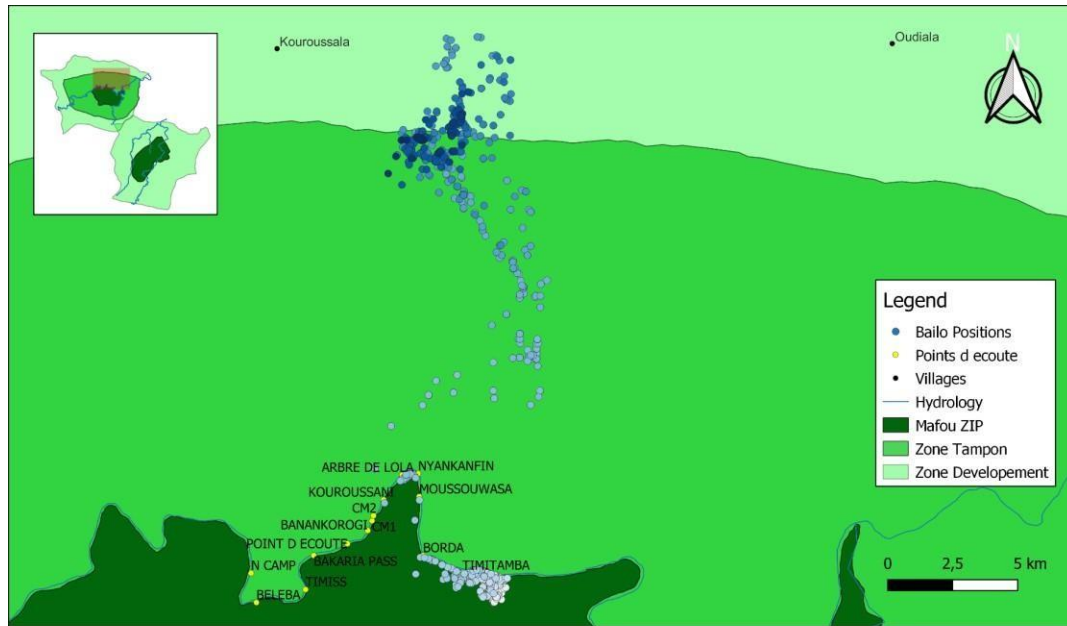 Kouroussala
Oudiala
N
Legend
Bailo Positions
Points d ecoute
Villages
Hydrology
Mafou ZIP
Zone Tampon
Zone Developement
ARBRE DE LOLA
NYANKANFIN
KOUROUSSANI
MOUSSOUWASA
CM2
BANANKOROGI
CM1
POINT D ECOUTE
BORDA
BAKARIA PASS
TIMITAMBA
N CAMP
TIMISS
BELEBA
0 2,5 5 km